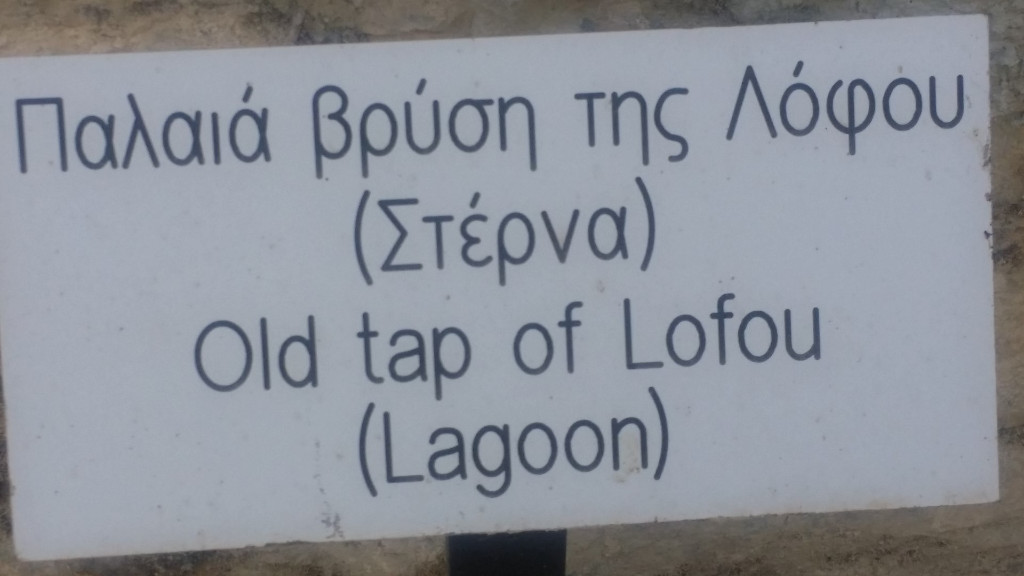 Παλαιά βρύση της Λόφου
(Στέρνα)
Old tap of Lofou
(Lagoon)